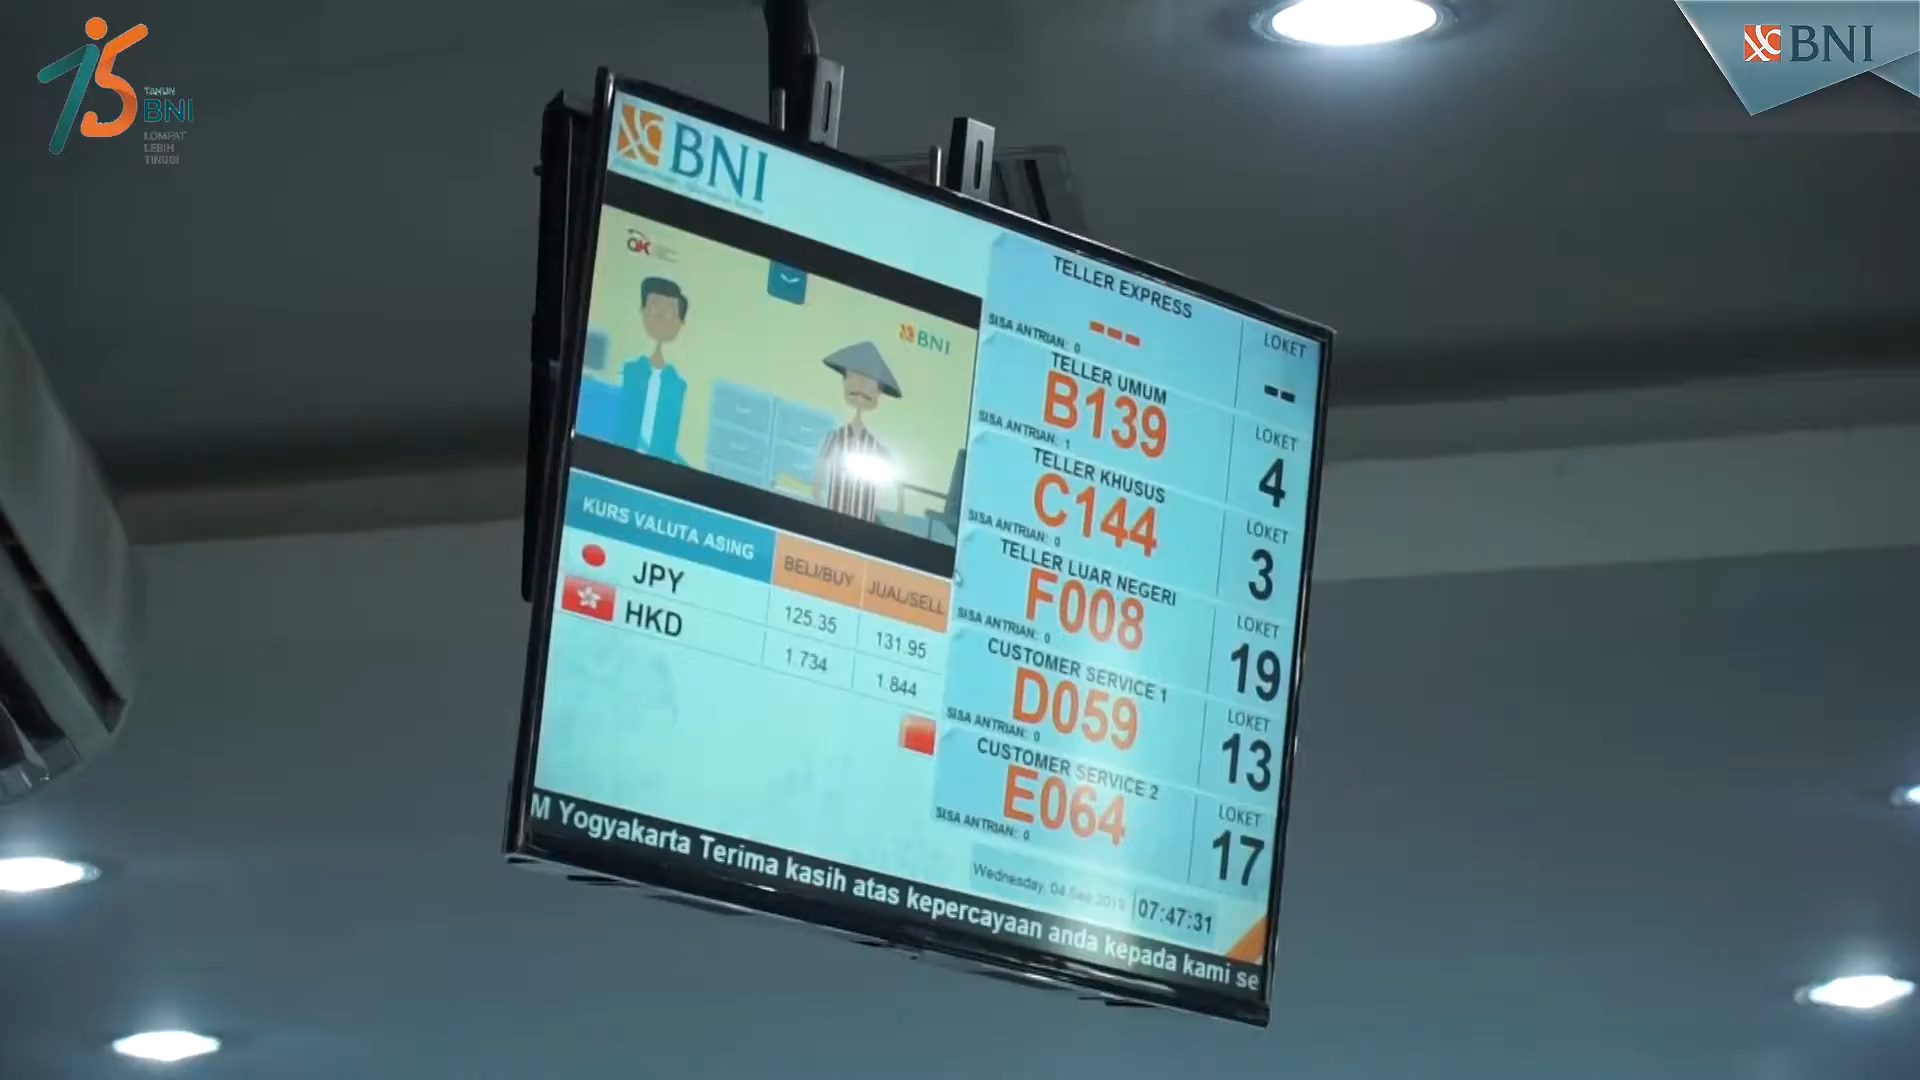 75
TAHUN
BNI
LOMPAT
LEBIH
TINGGI
BNI
BNI
BNI
KURS VALUTA ASING
BELI/BUY
JUAL/SELL
JPY
125.35
131.95
HKD
1.734
1.844
TELLER EXPRESS
LOKET
---
--
SISA ANTRIAN: 0
TELLER UMUM
LOKET
B139
4
SISA ANTRIAN: 1
TELLER KHUSUS
LOKET
C144
3
SISA ANTRIAN: 0
TELLER LUAR NEGERI
LOKET
F008
19
SISA ANTRIAN: 0
CUSTOMER SERVICE 1
LOKET
D059
13
SISA ANTRIAN: 0
CUSTOMER SERVICE 2
LOKET
E064
17
SISA ANTRIAN: 0
Wednesday, 04 Sep 2019
07:47:31
M Yogyakarta Terima kasih atas kepercayaan anda kepada kami se